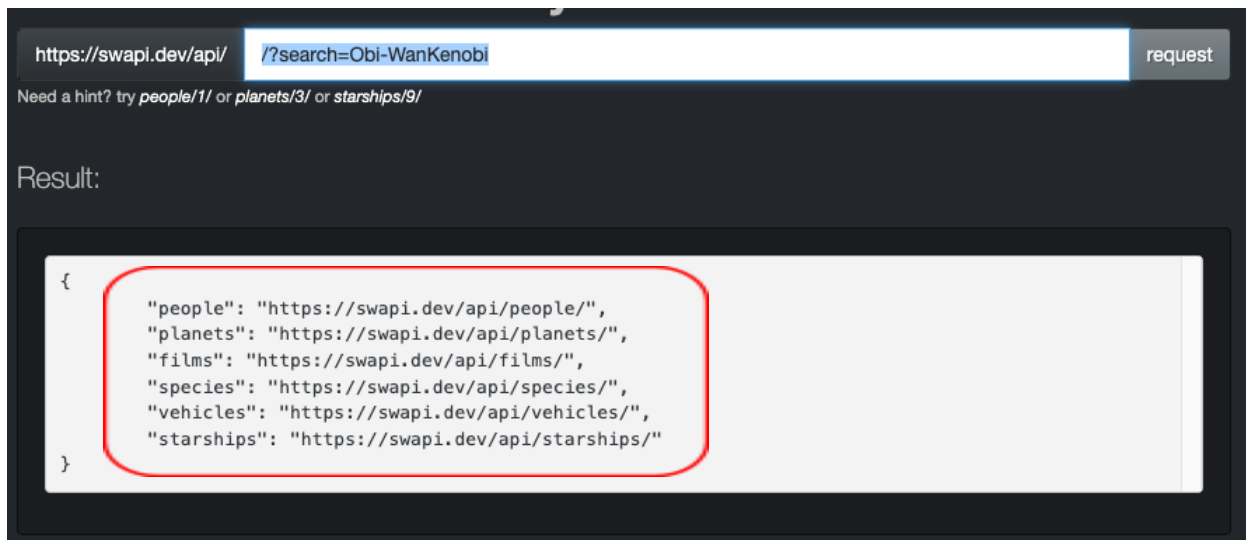 https://swapi.dev/api/ /?search=Obi-WanKenobi request
Need a hint? try people/1/ or planets/3/ or starships/9/
Result:
{
"people": "https://swapi.dev/api/people/",
"planets": "https://swapi.dev/api/planets/",
"films": "https://swapi.dev/api/films/",
"species": "https://swapi.dev/api/species/",
"vehicles": "https://swapi.dev/api/vehicles/",
"starships": "https://swapi.dev/api/starships/"
}